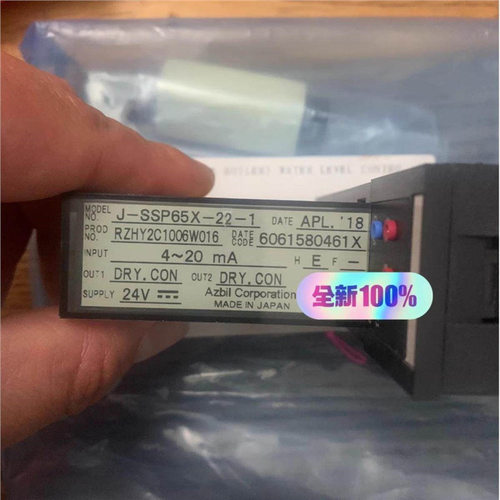 MODEL NO. J-SSP65X-22-1 DATE APL.'18
PROD NO. RZHY2C1006W016 DATE CODE 6061580461X
INPUT 4~20 mA H E F -
OUT1 DRY.CON OUT2 DRY.CON
SUPPLY 24V
Azbil Corporation
MADE IN JAPAN
全新100%
WATER LEVEL